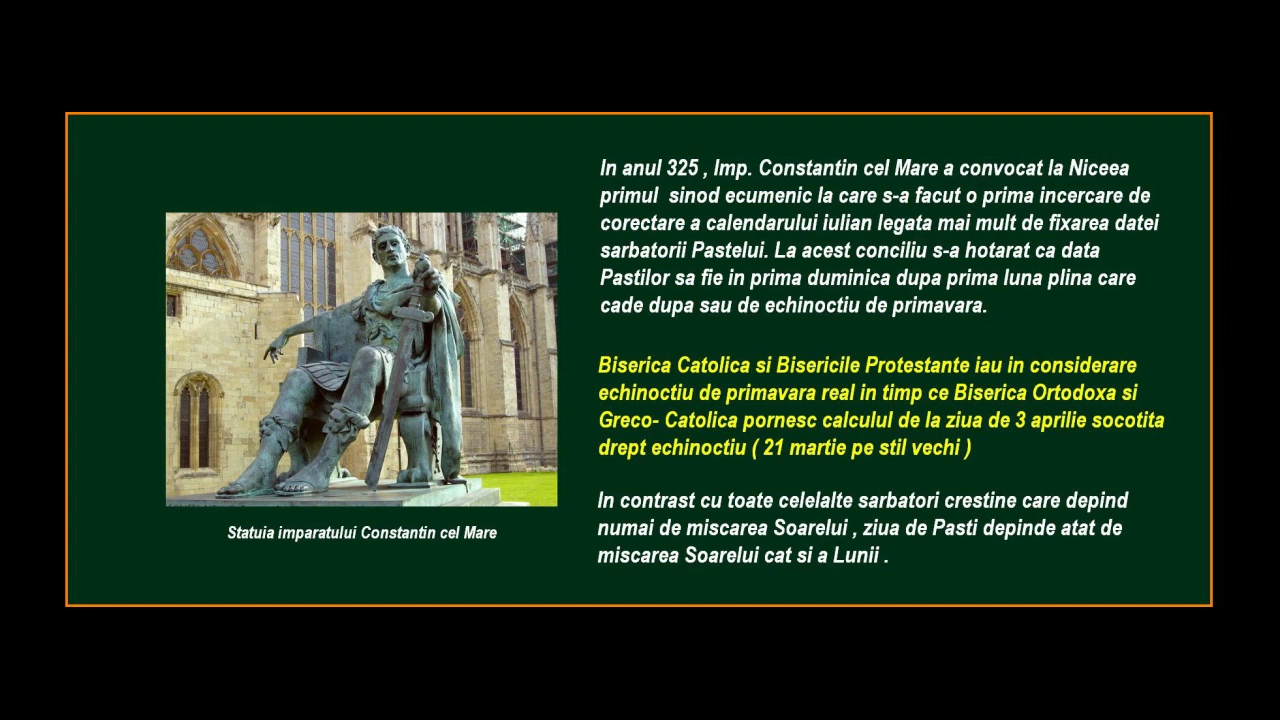 In anul 325 , Imp. Constantin cel Mare a convocat la Niceea
primul  sinod ecumenic la care s-a facut o prima incercare de
corectare a calendarului iulian legata mai mult de fixarea datei
sarbatorii Pastelui. La acest conciliu s-a hotarat ca data
Pastilor sa fie in prima duminica dupa prima luna plina care
cade dupa sau de echinoctiu de primavara.
Biserica Catolica si Bisericile Protestante iau in considerare
echinoctiu de primavara real in timp ce Biserica Ortodoxa si
Greco- Catolica pornesc calculul de la ziua de 3 aprilie socotita
drept echinoctiu ( 21 martie pe stil vechi )
In contrast cu toate celelalte sarbatori crestine care depind
numai de miscarea Soarelui , ziua de Pasti depinde atat de
miscarea Soarelui cat si a Lunii .
Statuia imparatului Constantin cel Mare